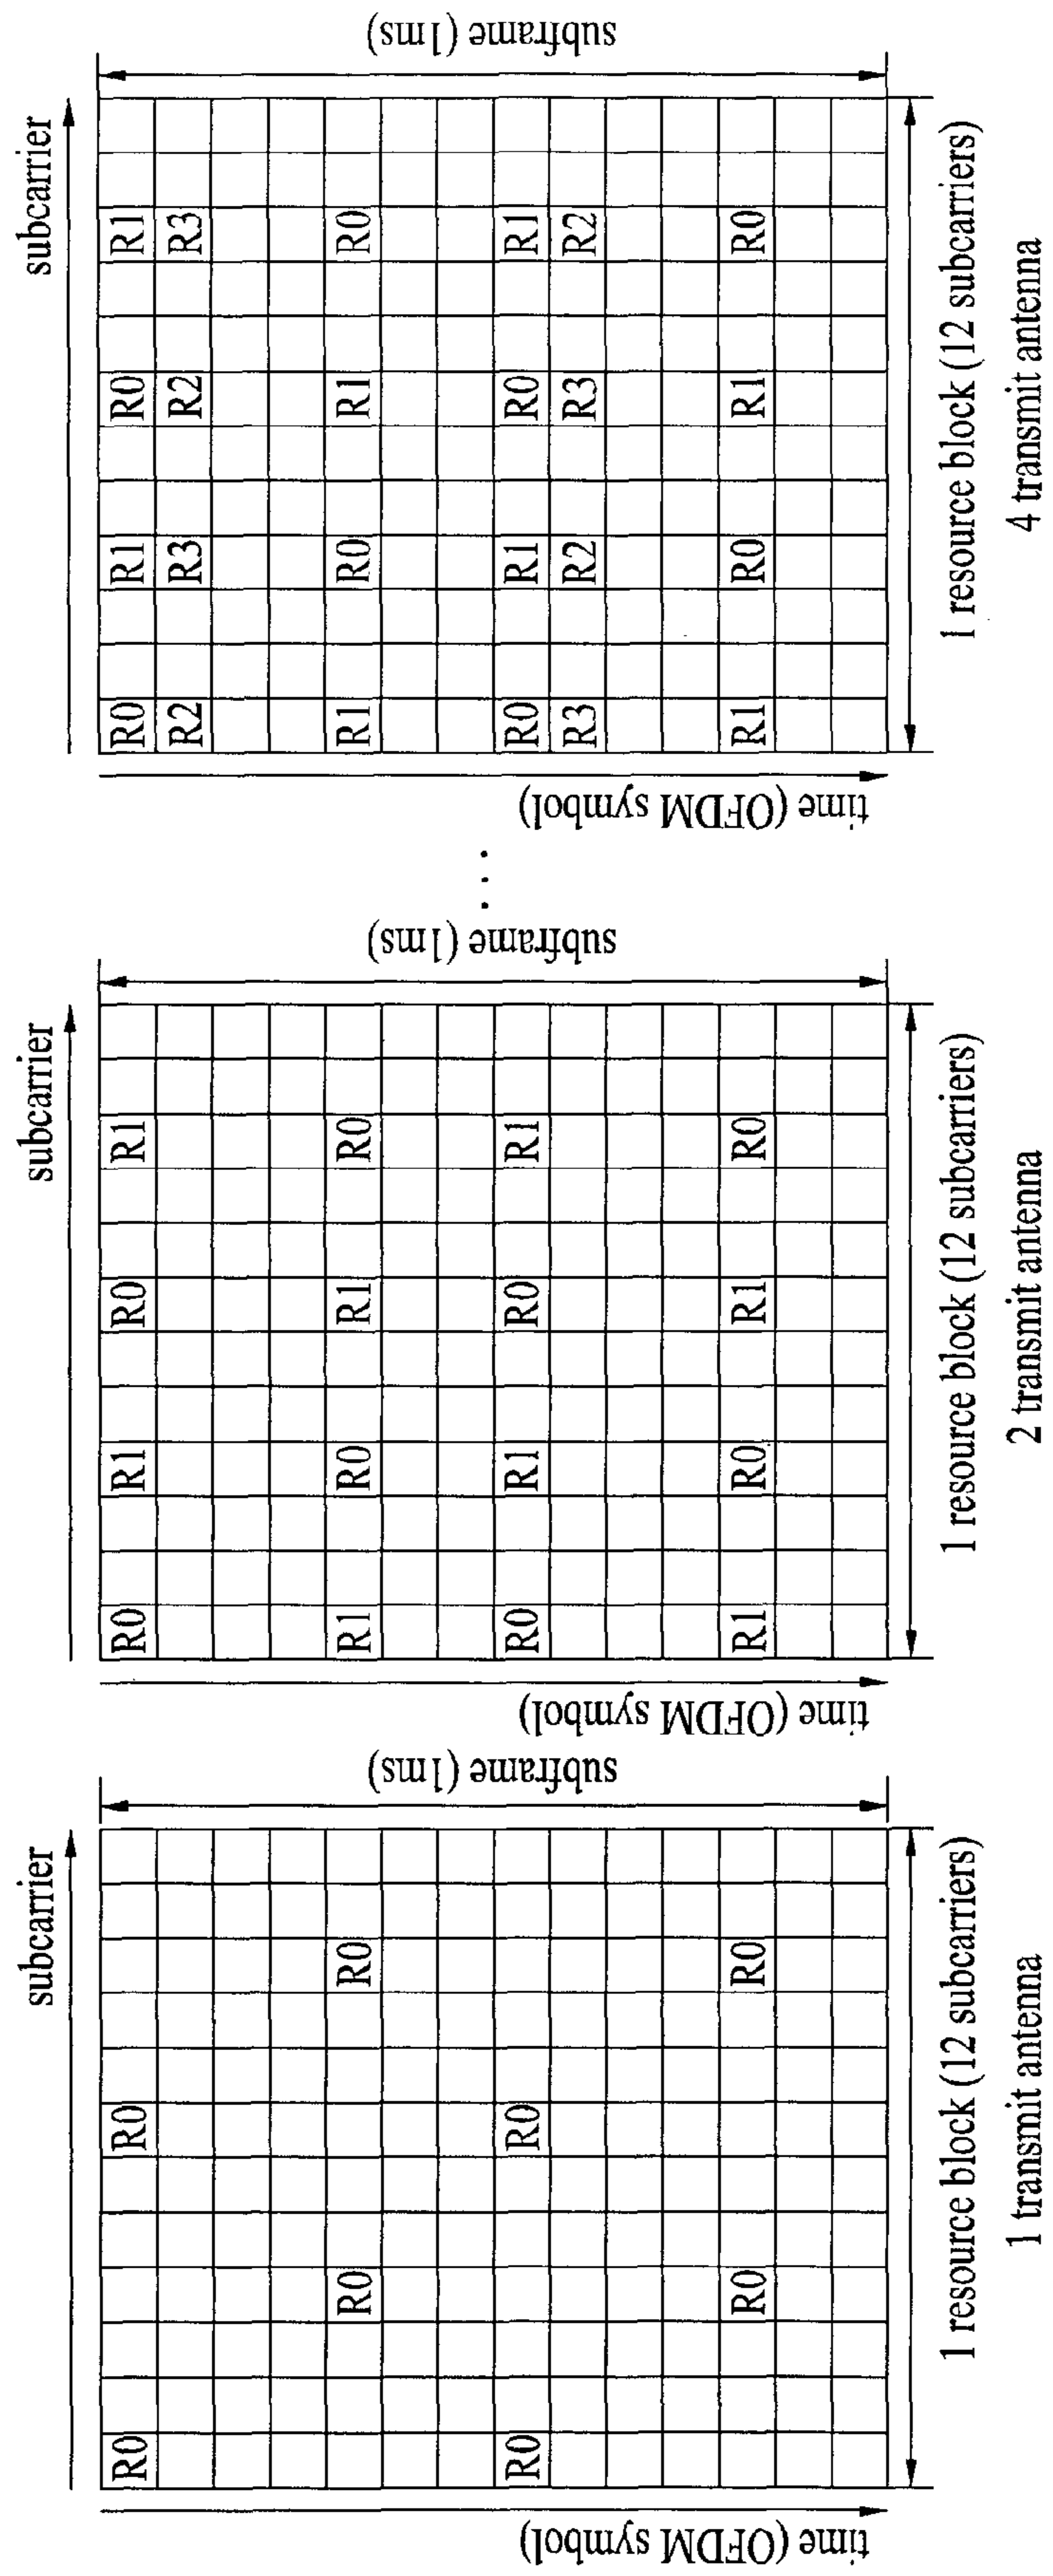 subcarrier
time (OFDM symbol)
R0 R0
R0 R0
R0 R0
R0 R0
subframe (1ms)
1 resource block (12 subcarriers)
1 transmit antenna
subcarrier
time (OFDM symbol)
R0 R1 R0 R1
R1 R0 R1 R0
R0 R1 R0 R1
R1 R0 R1 R0
subframe (1ms)
1 resource block (12 subcarriers)
2 transmit antenna
...
subcarrier
time (OFDM symbol)
R0 R1 R0 R1
R2 R3 R2 R3
R1 R0 R1 R0
R0 R1 R0 R1
R3 R2 R3 R2
R1 R0 R1 R0
subframe (1ms)
1 resource block (12 subcarriers)
4 transmit antenna